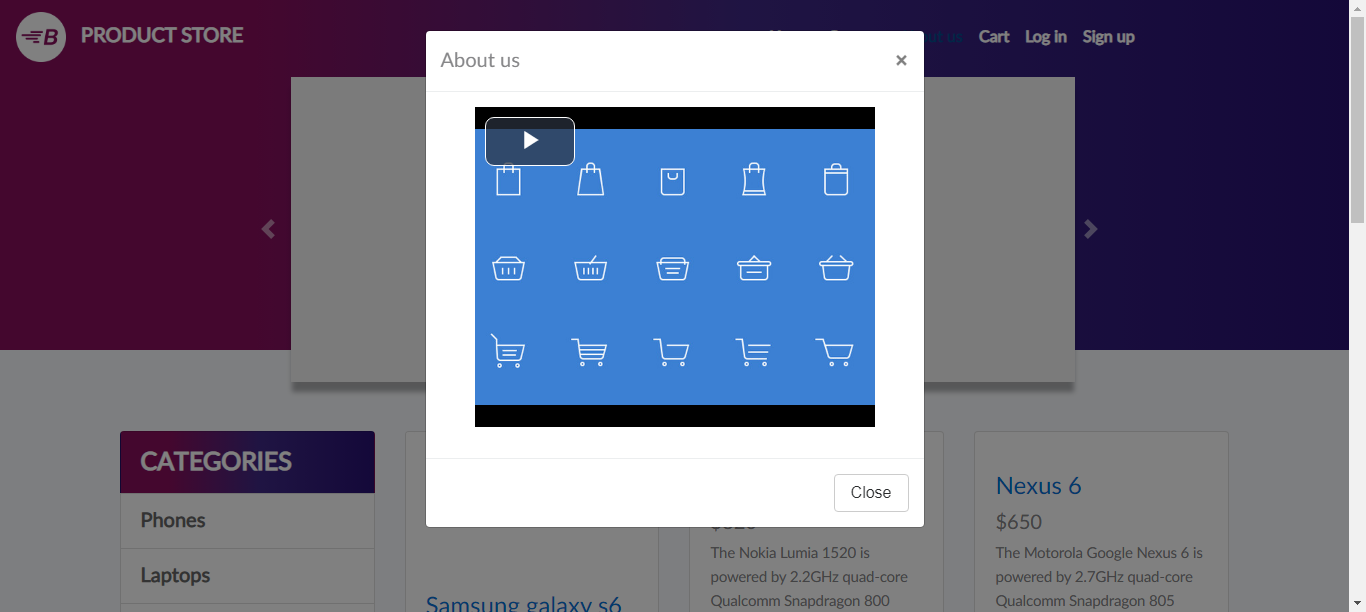 B PRODUCT STORE
Cart Log in Sign up
About us
×
Close
CATEGORIES
Phones
Laptops
Samsung galaxy s6
The Nokia Lumia 1520 is
powered by 2.2GHz quad-core
Qualcomm Snapdragon 800
Nexus 6
$650
The Motorola Google Nexus 6 is
powered by 2.7GHz quad-core
Qualcomm Snapdragon 805